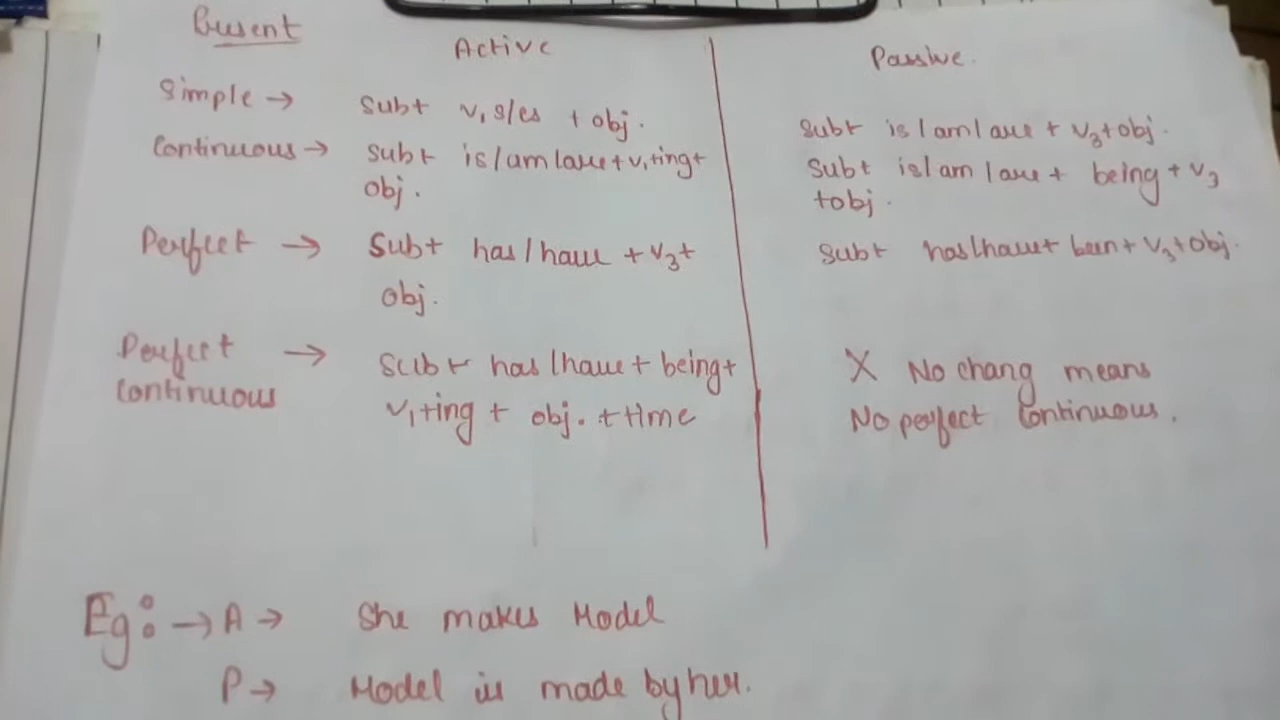 Present
Active
Passive.
Simple → Sub+ V1 s/es + obj.
Sub+ is/am/are + V3+obj.
Continuous → Sub+ is/am/are+V1+ing+
obj.
Sub+ is/am/are+ being+V3
+obj.
Perfect → Sub+ has/have +V3+
obj.
Sub+ has/have+ been+ V3+obj.
Perfect → Sub+ has/have+ being+
Continuous V1+ing + obj. + time
X No chang means
No perfect Continuous.
Eg: → A → She makes Model
P → Model is made by her.